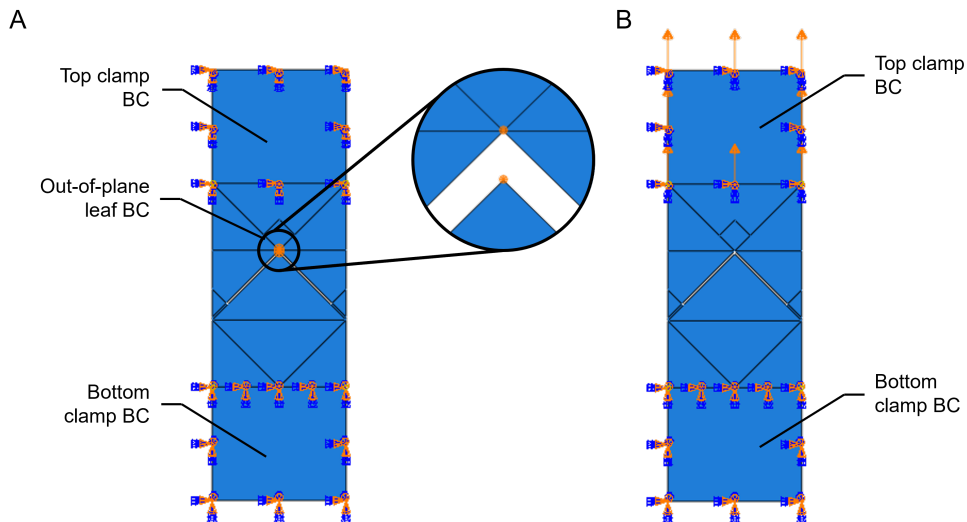 A
Top clamp
BC
Out-of-plane
leaf BC
Bottom
clamp BC
B
Top clamp
BC
Bottom
clamp BC